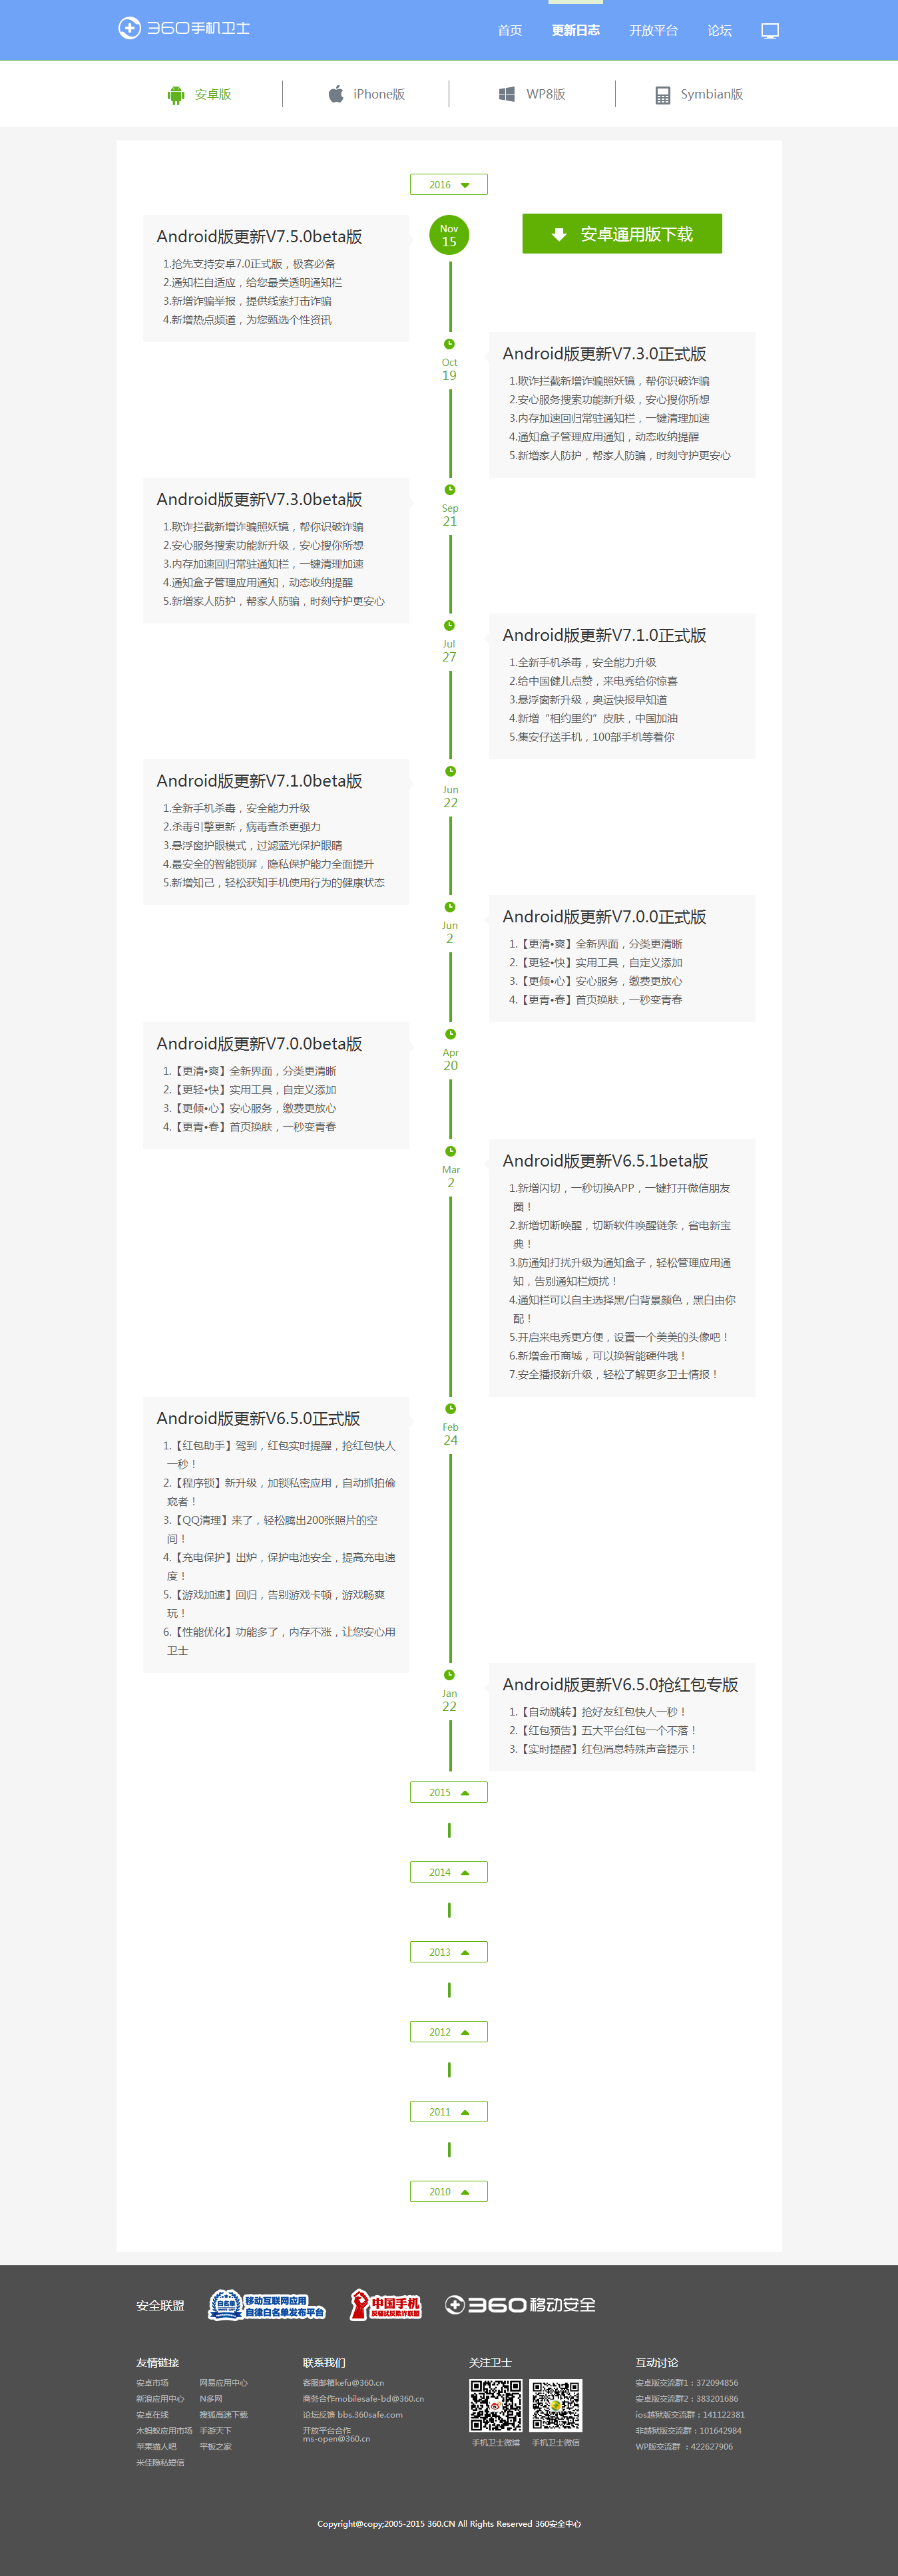 360手机卫士
首页 更新日志 开放平台 论坛
安卓版 iPhone版 WP8版 Symbian版
2016
Nov
15
安卓通用版下载
Android版更新V7.5.0beta版
1.抢先支持安卓7.0正式版，极客必备
2.通知栏自适应，给您最美透明通知栏
3.新增诈骗举报，提供线索打击诈骗
4.新增热点频道，为您甄选个性资讯
Oct
19
Android版更新V7.3.0正式版
1.欺诈拦截新增诈骗照妖镜，帮你识破诈骗
2.安心服务搜索功能新升级，安心搜你所想
3.内存加速回归常驻通知栏，一键清理加速
4.通知盒子管理应用通知，动态收纳提醒
5.新增家人防护，帮家人防骗，时刻守护更安心
Sep
21
Android版更新V7.3.0beta版
1.欺诈拦截新增诈骗照妖镜，帮你识破诈骗
2.安心服务搜索功能新升级，安心搜你所想
3.内存加速回归常驻通知栏，一键清理加速
4.通知盒子管理应用通知，动态收纳提醒
5.新增家人防护，帮家人防骗，时刻守护更安心
Jul
27
Android版更新V7.1.0正式版
1.全新手机杀毒，安全能力升级
2.给中国健儿点赞，来电秀给你惊喜
3.悬浮窗新升级，奥运快报早知道
4.新增“相约里约”皮肤，中国加油
5.集安仔送手机，100部手机等着你
Jun
22
Android版更新V7.1.0beta版
1.全新手机杀毒，安全能力升级
2.杀毒引擎更新，病毒查杀更强力
3.悬浮窗护眼模式，过滤蓝光保护眼睛
4.最安全的智能锁屏，隐私保护能力全面提升
5.新增知己，轻松获知手机使用行为的健康状态
Jun
2
Android版更新V7.0.0正式版
1.【更清•爽】全新界面，分类更清晰
2.【更轻•快】实用工具，自定义添加
3.【更倾•心】安心服务，缴费更放心
4.【更青•春】首页换肤，一秒变青春
Apr
20
Android版更新V7.0.0beta版
1.【更清•爽】全新界面，分类更清晰
2.【更轻•快】实用工具，自定义添加
3.【更倾•心】安心服务，缴费更放心
4.【更青•春】首页换肤，一秒变青春
Mar
2
Android版更新V6.5.1beta版
1.新增闪切，一秒切换APP，一键打开微信朋友
圈！
2.新增切断唤醒，切断软件唤醒链条，省电新宝
典！
3.防通知打扰升级为通知盒子，轻松管理应用通
知，告别通知栏烦扰！
4.通知栏可以自主选择黑/白背景颜色，黑白由你
配！
5.开启来电秀更方便，设置一个美美的头像吧！
6.新增金币商城，可以换智能硬件哦！
7.安全播报新升级，轻松了解更多卫士情报！
Feb
24
Android版更新V6.5.0正式版
1.【红包助手】驾到，红包实时提醒，抢红包快人
一秒！
2.【程序锁】新升级，加锁私密应用，自动抓拍偷
窥者！
3.【QQ清理】来了，轻松腾出200张照片的空
间！
4.【充电保护】出炉，保护电池安全，提高充电速
度！
5.【游戏加速】回归，告别游戏卡顿，游戏畅爽
玩！
6.【性能优化】功能多了，内存不涨，让您安心用
卫士
Jan
22
Android版更新V6.5.0抢红包专版
1.【自动跳转】抢好友红包快人一秒！
2.【红包预告】五大平台红包一个不落！
3.【实时提醒】红包消息特殊声音提示！
2015
2014
2013
2012
2011
2010
安全联盟
白名单
移动互联网应用
自律白名单发布平台
中国手机
反骚扰反欺诈联盟
360移动安全
友情链接
安卓市场 网易应用中心
新浪应用中心 N多网
安卓在线 搜狐高速下载
木蚂蚁应用市场 手游天下
苹果猎人吧 平板之家
米佳隐私短信
联系我们
客服邮箱kefu@360.cn
商务合作mobilesafe-bd@360.cn
论坛反馈 bbs.360safe.com
开放平台合作
ms-open@360.cn
关注卫士
手机卫士微博 手机卫士微信
互动讨论
安卓版交流群1：372094856
安卓版交流群2：383201686
ios越狱版交流群：141122381
非越狱版交流群：101642984
WP版交流群 ：422627906
Copyright@copy;2005-2015 360.CN All Rights Reserved 360安全中心